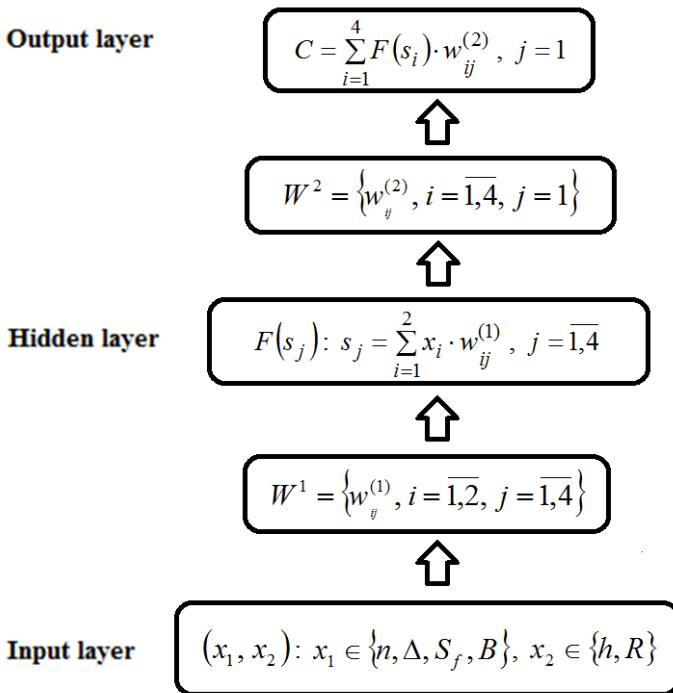 Output layer
C = \sum_{i=1}^{4} F(s_i) \cdot w_{ij}^{(2)} , j = 1
W^2 = \{ w_{ij}^{(2)}, i = \overline{1,4}, j = 1 \}
Hidden layer
F(s_j): s_j = \sum_{i=1}^{2} x_i \cdot w_{ij}^{(1)} , j = \overline{1,4}
W^1 = \{ w_{ij}^{(1)}, i = \overline{1,2}, j = \overline{1,4} \}
Input layer
(x_1, x_2): x_1 \in \{ n, \Delta, S_f, B \}, x_2 \in \{ h, R \}